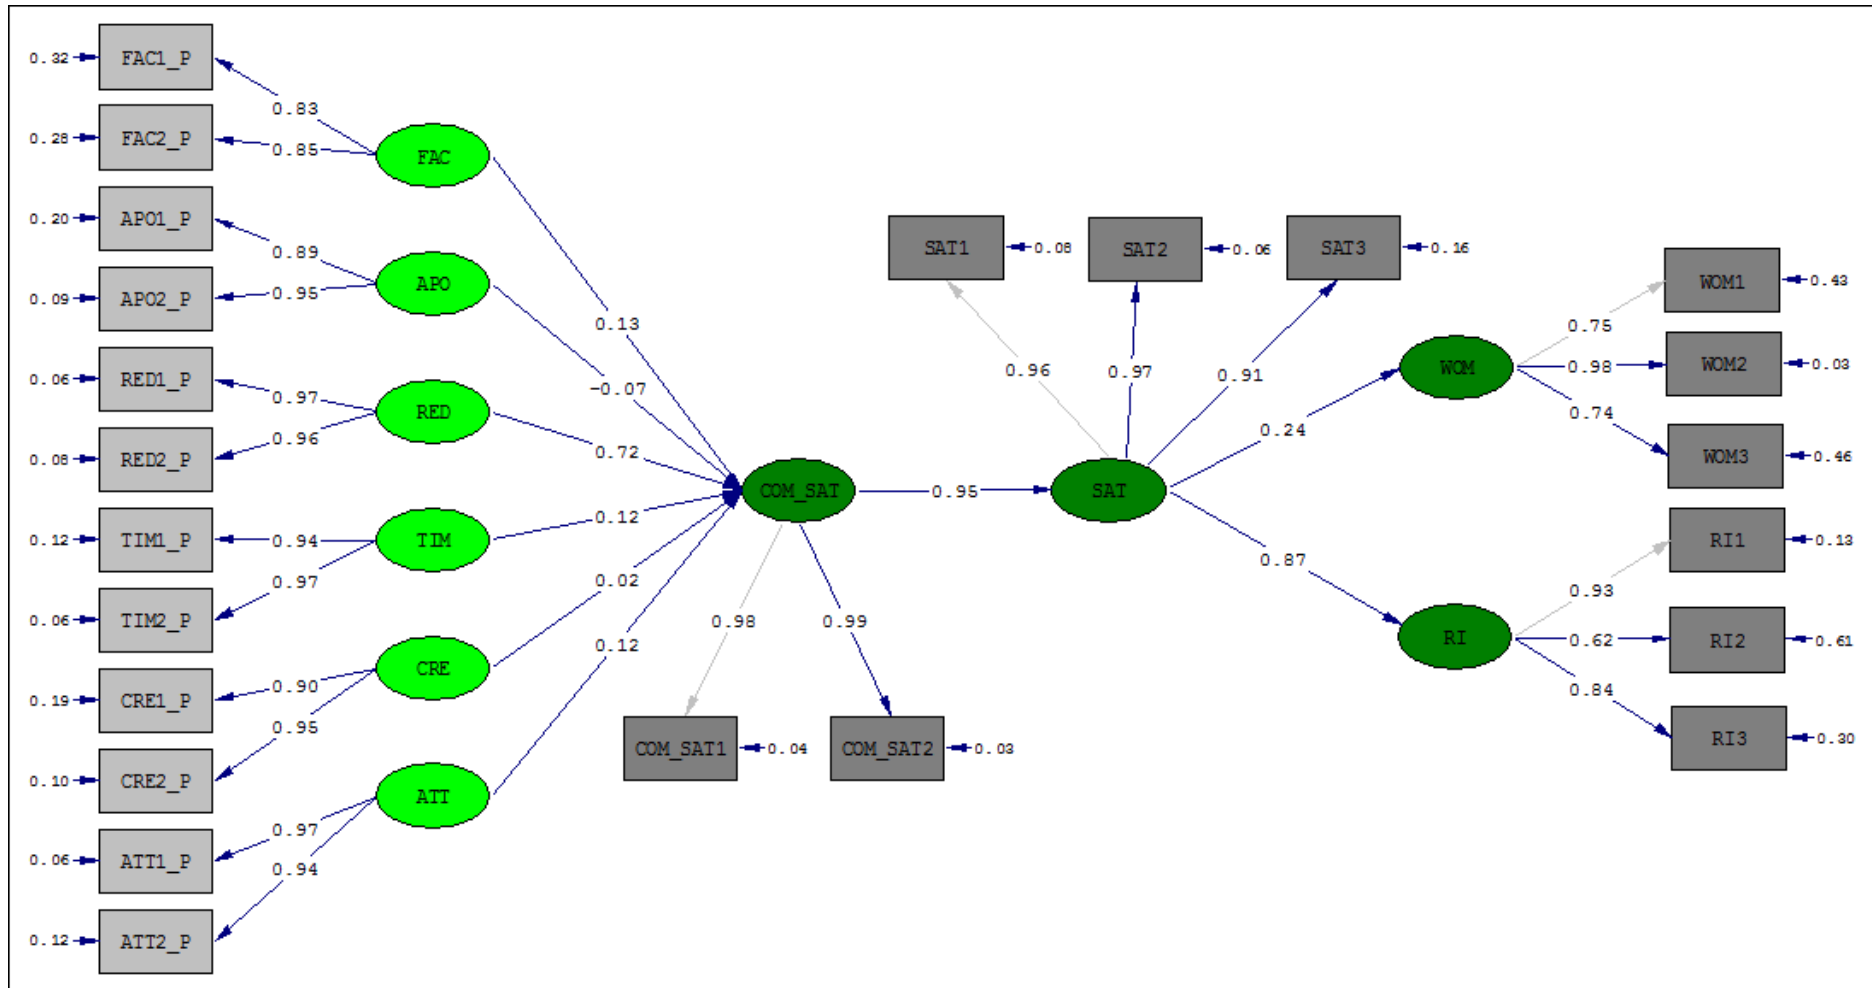 0.32 FAC1_P
0.28 FAC2_P
0.20 APO1_P
0.09 APO2_P
0.06 RED1_P
0.08 RED2_P
0.12 TIM1_P
0.06 TIM2_P
0.19 CRE1_P
0.10 CRE2_P
0.06 ATT1_P
0.12 ATT2_P
0.83
0.85
0.89
0.95
0.97
0.96
0.94
0.97
0.90
0.95
0.97
0.94
FAC
APO
RED
TIM
CRE
ATT
0.13
-0.07
0.72
0.12
0.02
0.12
COM_SAT
0.98
0.99
COM_SAT1 0.04
COM_SAT2 0.03
0.95
SAT
0.96
0.97
0.91
SAT1 0.08
SAT2 0.06
SAT3 0.16
0.24
0.87
WOM
0.75
0.98
0.74
WOM1 0.43
WOM2 0.03
WOM3 0.46
RI
0.93
0.62
0.84
RI1 0.13
RI2 0.61
RI3 0.30